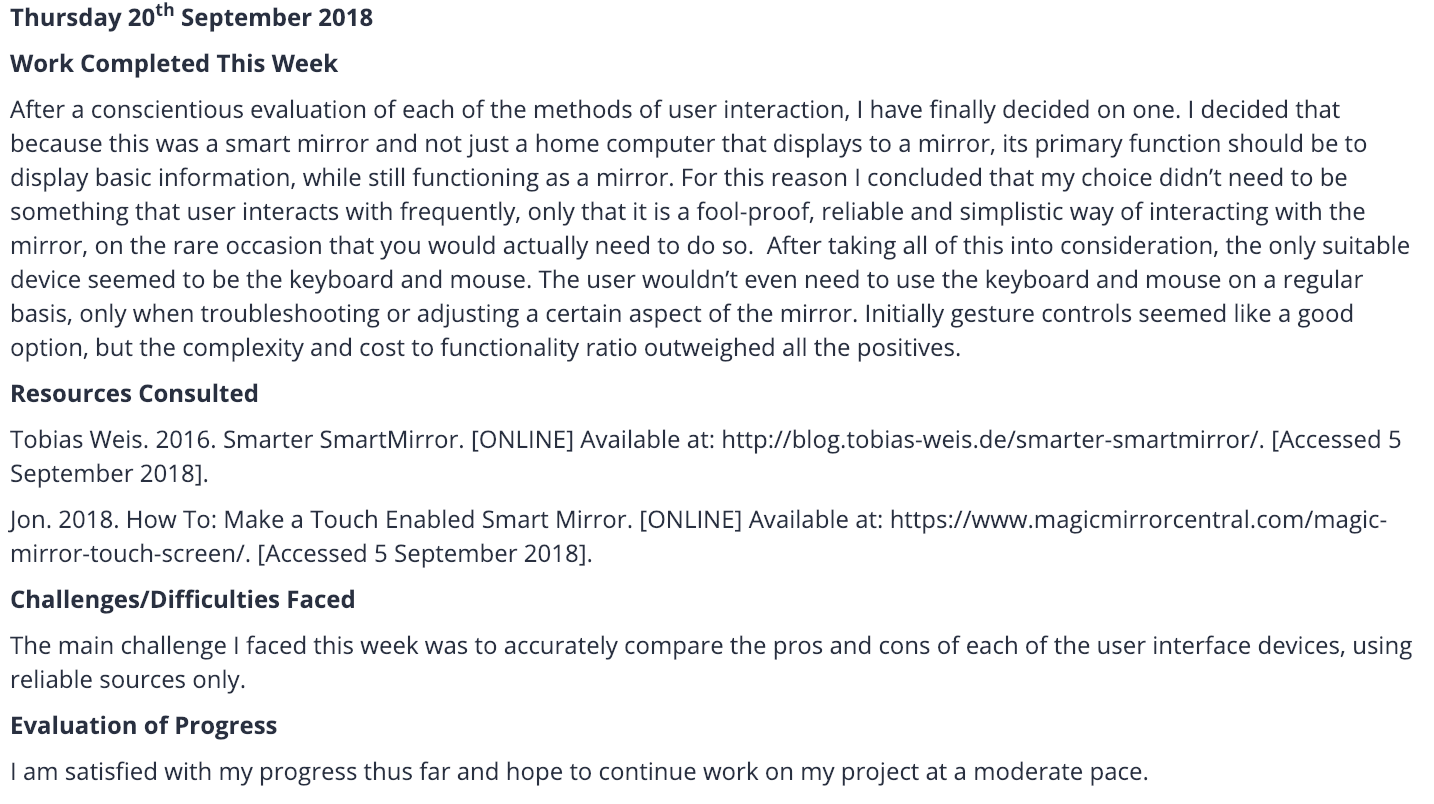 Thursday 20th September 2018
Work Completed This Week
After a conscientious evaluation of each of the methods of user interaction, I have finally decided on one. I decided that
because this was a smart mirror and not just a home computer that displays to a mirror, its primary function should be to
display basic information, while still functioning as a mirror. For this reason I concluded that my choice didn’t need to be
something that user interacts with frequently, only that it is a fool-proof, reliable and simplistic way of interacting with the
mirror, on the rare occasion that you would actually need to do so.  After taking all of this into consideration, the only suitable
device seemed to be the keyboard and mouse. The user wouldn’t even need to use the keyboard and mouse on a regular
basis, only when troubleshooting or adjusting a certain aspect of the mirror. Initially gesture controls seemed like a good
option, but the complexity and cost to functionality ratio outweighed all the positives.
Resources Consulted
Tobias Weis. 2016. Smarter SmartMirror. [ONLINE] Available at: http://blog.tobias-weis.de/smarter-smartmirror/. [Accessed 5
September 2018].
Jon. 2018. How To: Make a Touch Enabled Smart Mirror. [ONLINE] Available at: https://www.magicmirrorcentral.com/magic-
mirror-touch-screen/. [Accessed 5 September 2018].
Challenges/Difficulties Faced
The main challenge I faced this week was to accurately compare the pros and cons of each of the user interface devices, using
reliable sources only.
Evaluation of Progress
I am satisfied with my progress thus far and hope to continue work on my project at a moderate pace.